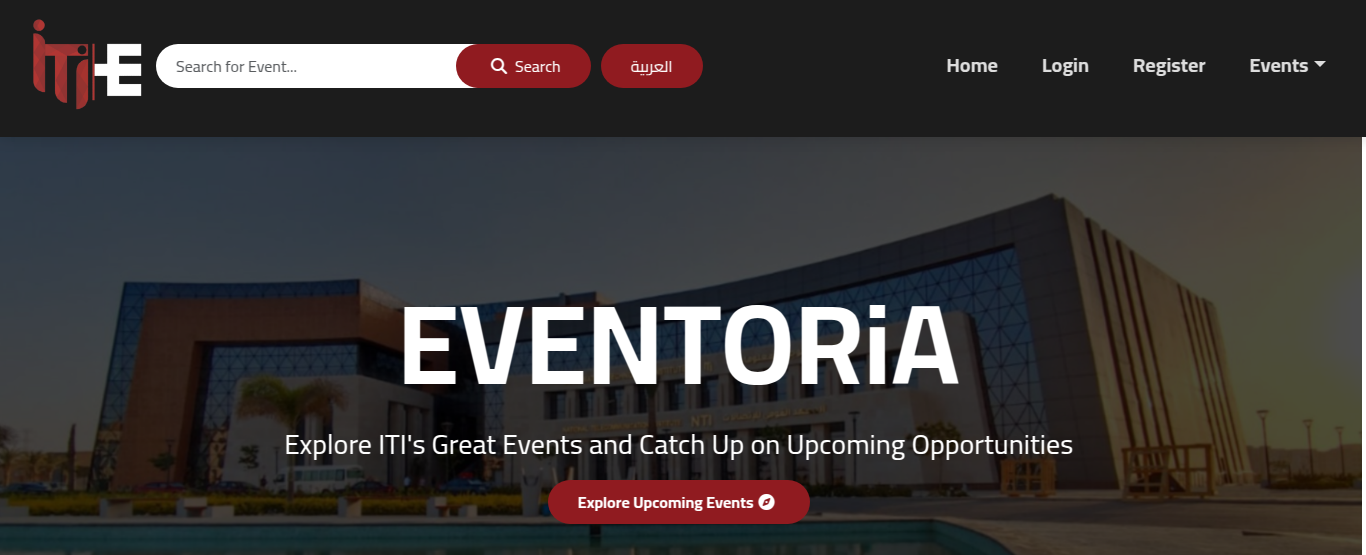 iTi+E
Search for Event...
Search
العربية
Home
Login
Register
Events
EVENTORiA
NTI
Explore ITI's Great Events and Catch Up on Upcoming Opportunities
Explore Upcoming Events